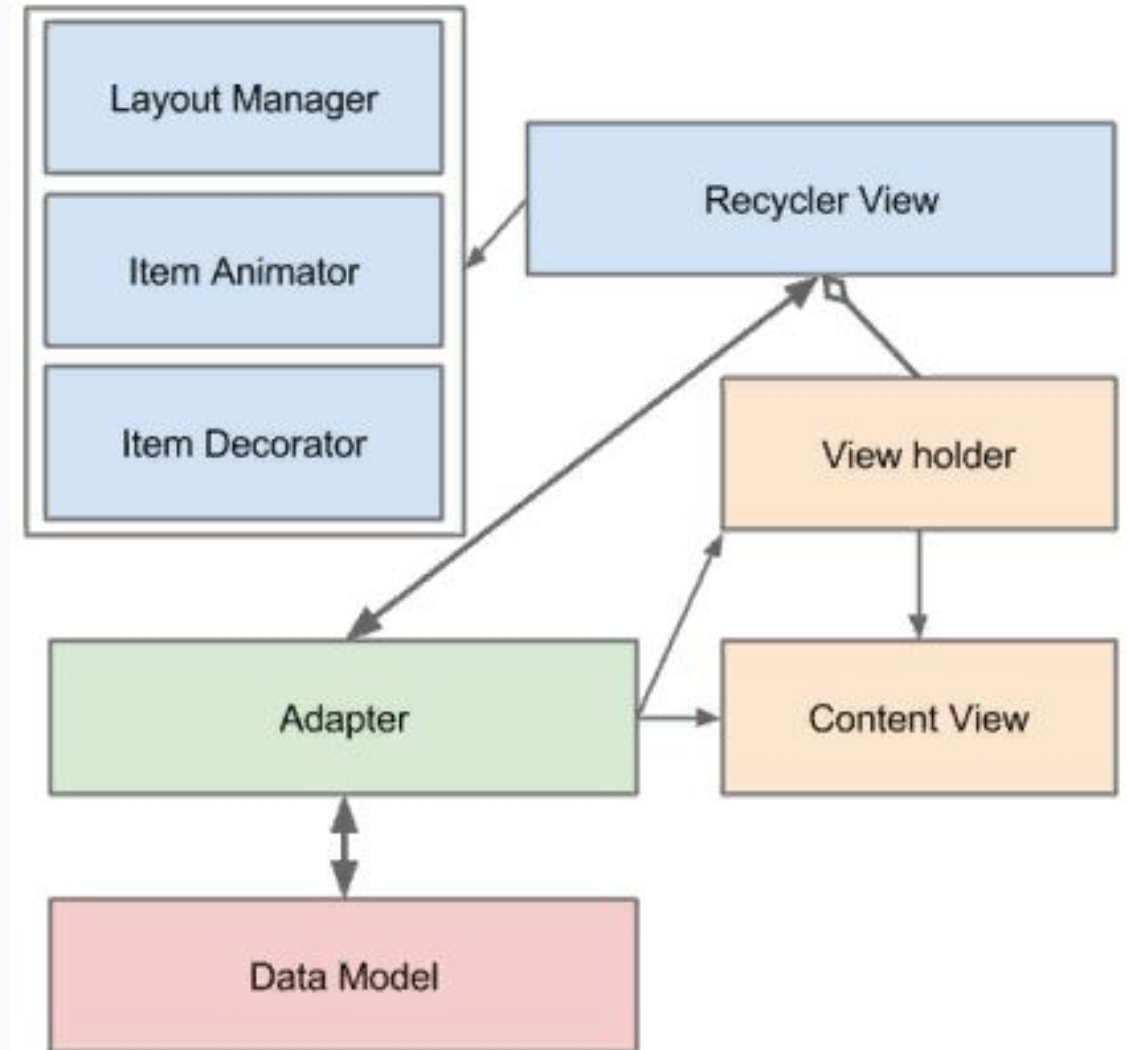 Layout Manager
Recycler View
Item Animator
Item Decorator
View holder
Adapter
Content View
Data Model